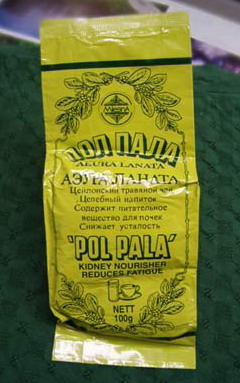 ПОЛ ПАЛА
AEURA LANATA
АЭУРА ЛАНАТА
Цейлонский травяной чай
Целебный напиток
Содержит питательное
вещество для почек
Снижает усталость
'POL PALA'
KIDNEY NOURISHER
REDUCES FATIGUE
NETT
100g